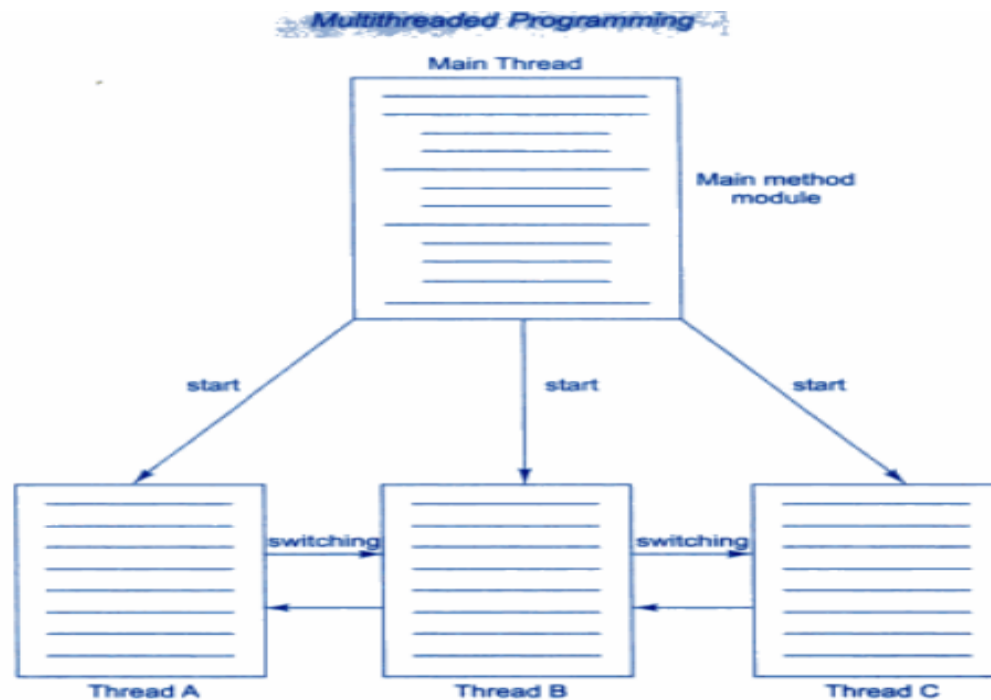 Multithreaded Programming
Main Thread
Main method
module
start
start
start
switching
switching
Thread A
Thread B
Thread C